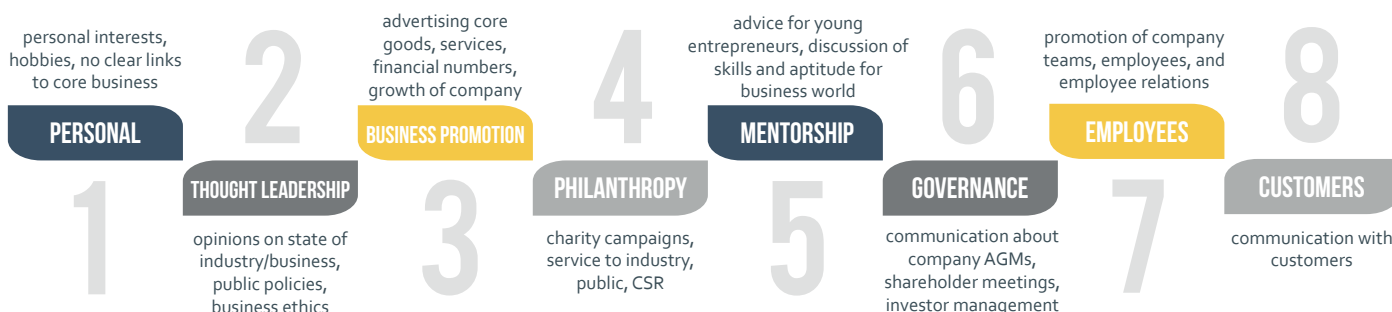 personal interests,
hobbies, no clear links
to core business
PERSONAL
1
2
THOUGHT LEADERSHIP
opinions on state of
industry/business,
public policies,
business ethics
advertising core
goods, services,
financial numbers,
growth of company
BUSINESS PROMOTION
3
4
PHILANTHROPY
charity campaigns,
service to industry,
public, CSR
advice for young
entrepreneurs, discussion of
skills and aptitude for
business world
MENTORSHIP
5
6
GOVERNANCE
communication about
company AGMs,
shareholder meetings,
investor management
promotion of company
teams, employees, and
employee relations
EMPLOYEES
7
8
CUSTOMERS
communication with
customers